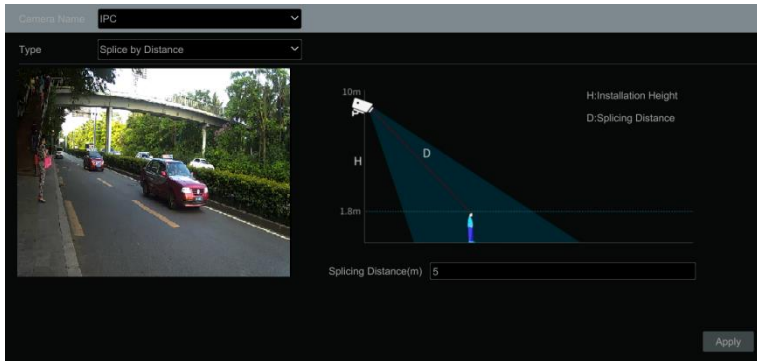 Camera Name IPC
Type Splice by Distance
10m
H:Installation Height
D:Splicing Distance
D
H
1.8m
Splicing Distance(m) 5
Apply